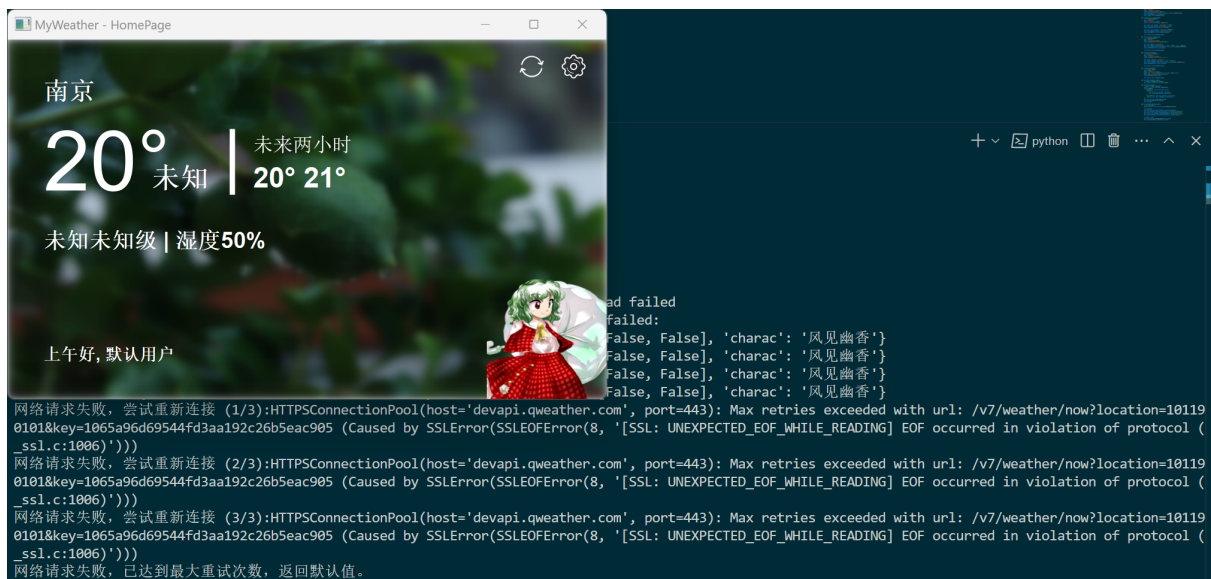 MyWeather - HomePage
南京
20°
未知
未来两小时
20° 21°
未知未知级 | 湿度50%
上午好, 默认用户
python
ad failed
failed:
False, False], 'charac': '风见幽香'}
False, False], 'charac': '风见幽香'}
False, False], 'charac': '风见幽香'}
False, False], 'charac': '风见幽香'}
网络请求失败，尝试重新连接 (1/3):HTTPSConnectionPool(host='devapi.qweather.com', port=443): Max retries exceeded with url: /v7/weather/now?location=10119
0101&key=1065a96d69544fd3aa192c26b5eac905 (Caused by SSLError(SSLEOFError(8, '[SSL: UNEXPECTED_EOF_WHILE_READING] EOF occurred in violation of protocol (
_ssl.c:1006)')))
网络请求失败，尝试重新连接 (2/3):HTTPSConnectionPool(host='devapi.qweather.com', port=443): Max retries exceeded with url: /v7/weather/now?location=10119
0101&key=1065a96d69544fd3aa192c26b5eac905 (Caused by SSLError(SSLEOFError(8, '[SSL: UNEXPECTED_EOF_WHILE_READING] EOF occurred in violation of protocol (
_ssl.c:1006)')))
网络请求失败，尝试重新连接 (3/3):HTTPSConnectionPool(host='devapi.qweather.com', port=443): Max retries exceeded with url: /v7/weather/now?location=10119
0101&key=1065a96d69544fd3aa192c26b5eac905 (Caused by SSLError(SSLEOFError(8, '[SSL: UNEXPECTED_EOF_WHILE_READING] EOF occurred in violation of protocol (
_ssl.c:1006)')))
网络请求失败，已达到最大重试次数，返回默认值。